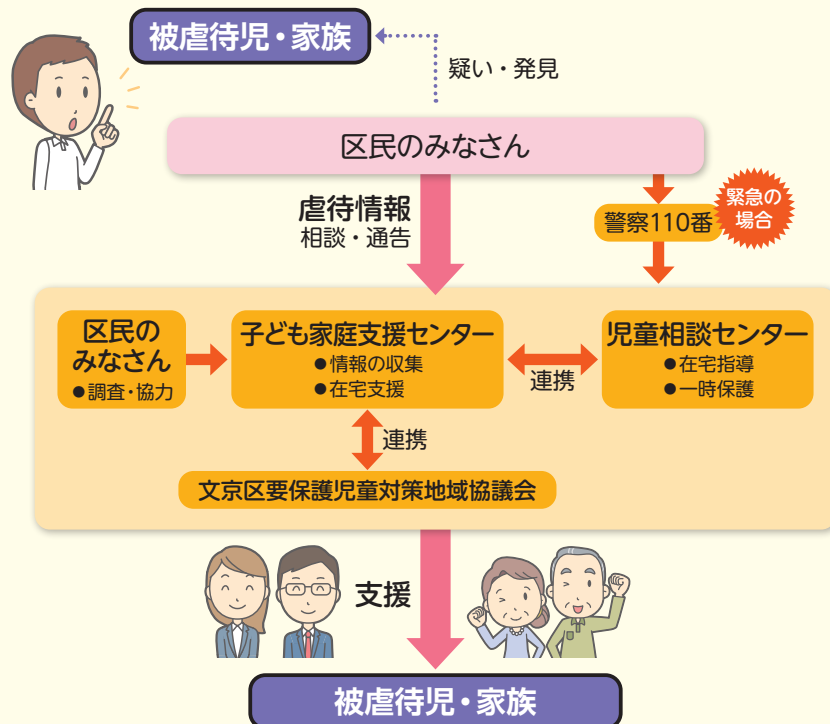 被虐待児・家族
疑い・発見
区民のみなさん
虐待情報
相談・通告
警察110番
緊急の
場合
区民の
みなさん
●調査・協力
子ども家庭支援センター
●情報の収集
●在宅支援
連携
児童相談センター
●在宅指導
●一時保護
連携
文京区要保護児童対策地域協議会
支援
被虐待児・家族